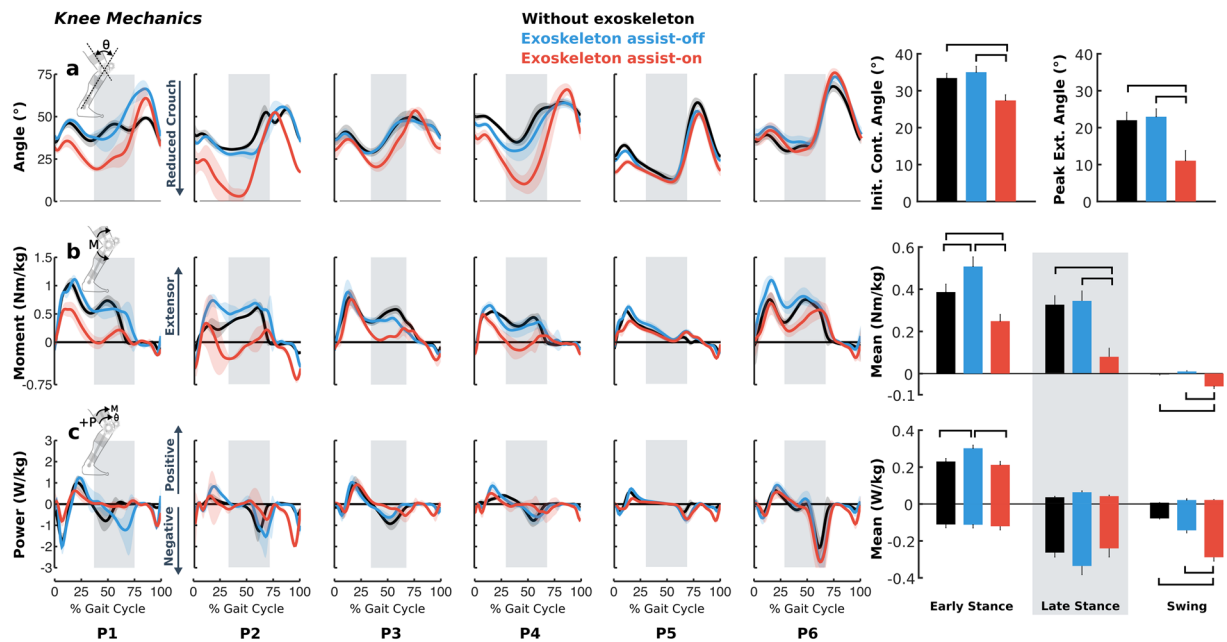 Knee Mechanics
Without exoskeleton
Exoskeleton assist-off
Exoskeleton assist-on
a
θ
Angle (°)
75
50
25
0
Reduced Crouch
Init. Cont. Angle (°)
40
30
20
10
0
Peak Ext. Angle (°)
40
30
20
10
0
b
M
Moment (Nm/kg)
1.5
0.5
0
-0.75
Extensor
Mean (Nm/kg)
0.6
0.4
0.2
0
-0.1
c
+P
M
θ
Power (W/kg)
3
2
1
0
-1
-2
-3
Positive
Negative
Mean (W/kg)
0.4
0.2
0
-0.2
-0.4
Early Stance
Late Stance
Swing
0 25 50 75 100
0 25 50 75 100
0 25 50 75 100
0 25 50 75 100
0 25 50 75 100
0 25 50 75 100
% Gait Cycle
% Gait Cycle
% Gait Cycle
% Gait Cycle
% Gait Cycle
% Gait Cycle
P1
P2
P3
P4
P5
P6